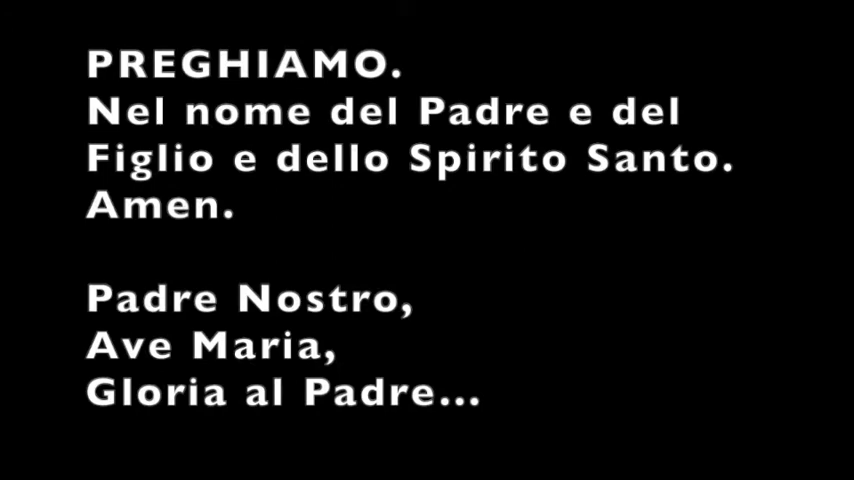 PREGHIAMO.
Nel nome del Padre e del
Figlio e dello Spirito Santo.
Amen.
Padre Nostro,
Ave Maria,
Gloria al Padre...